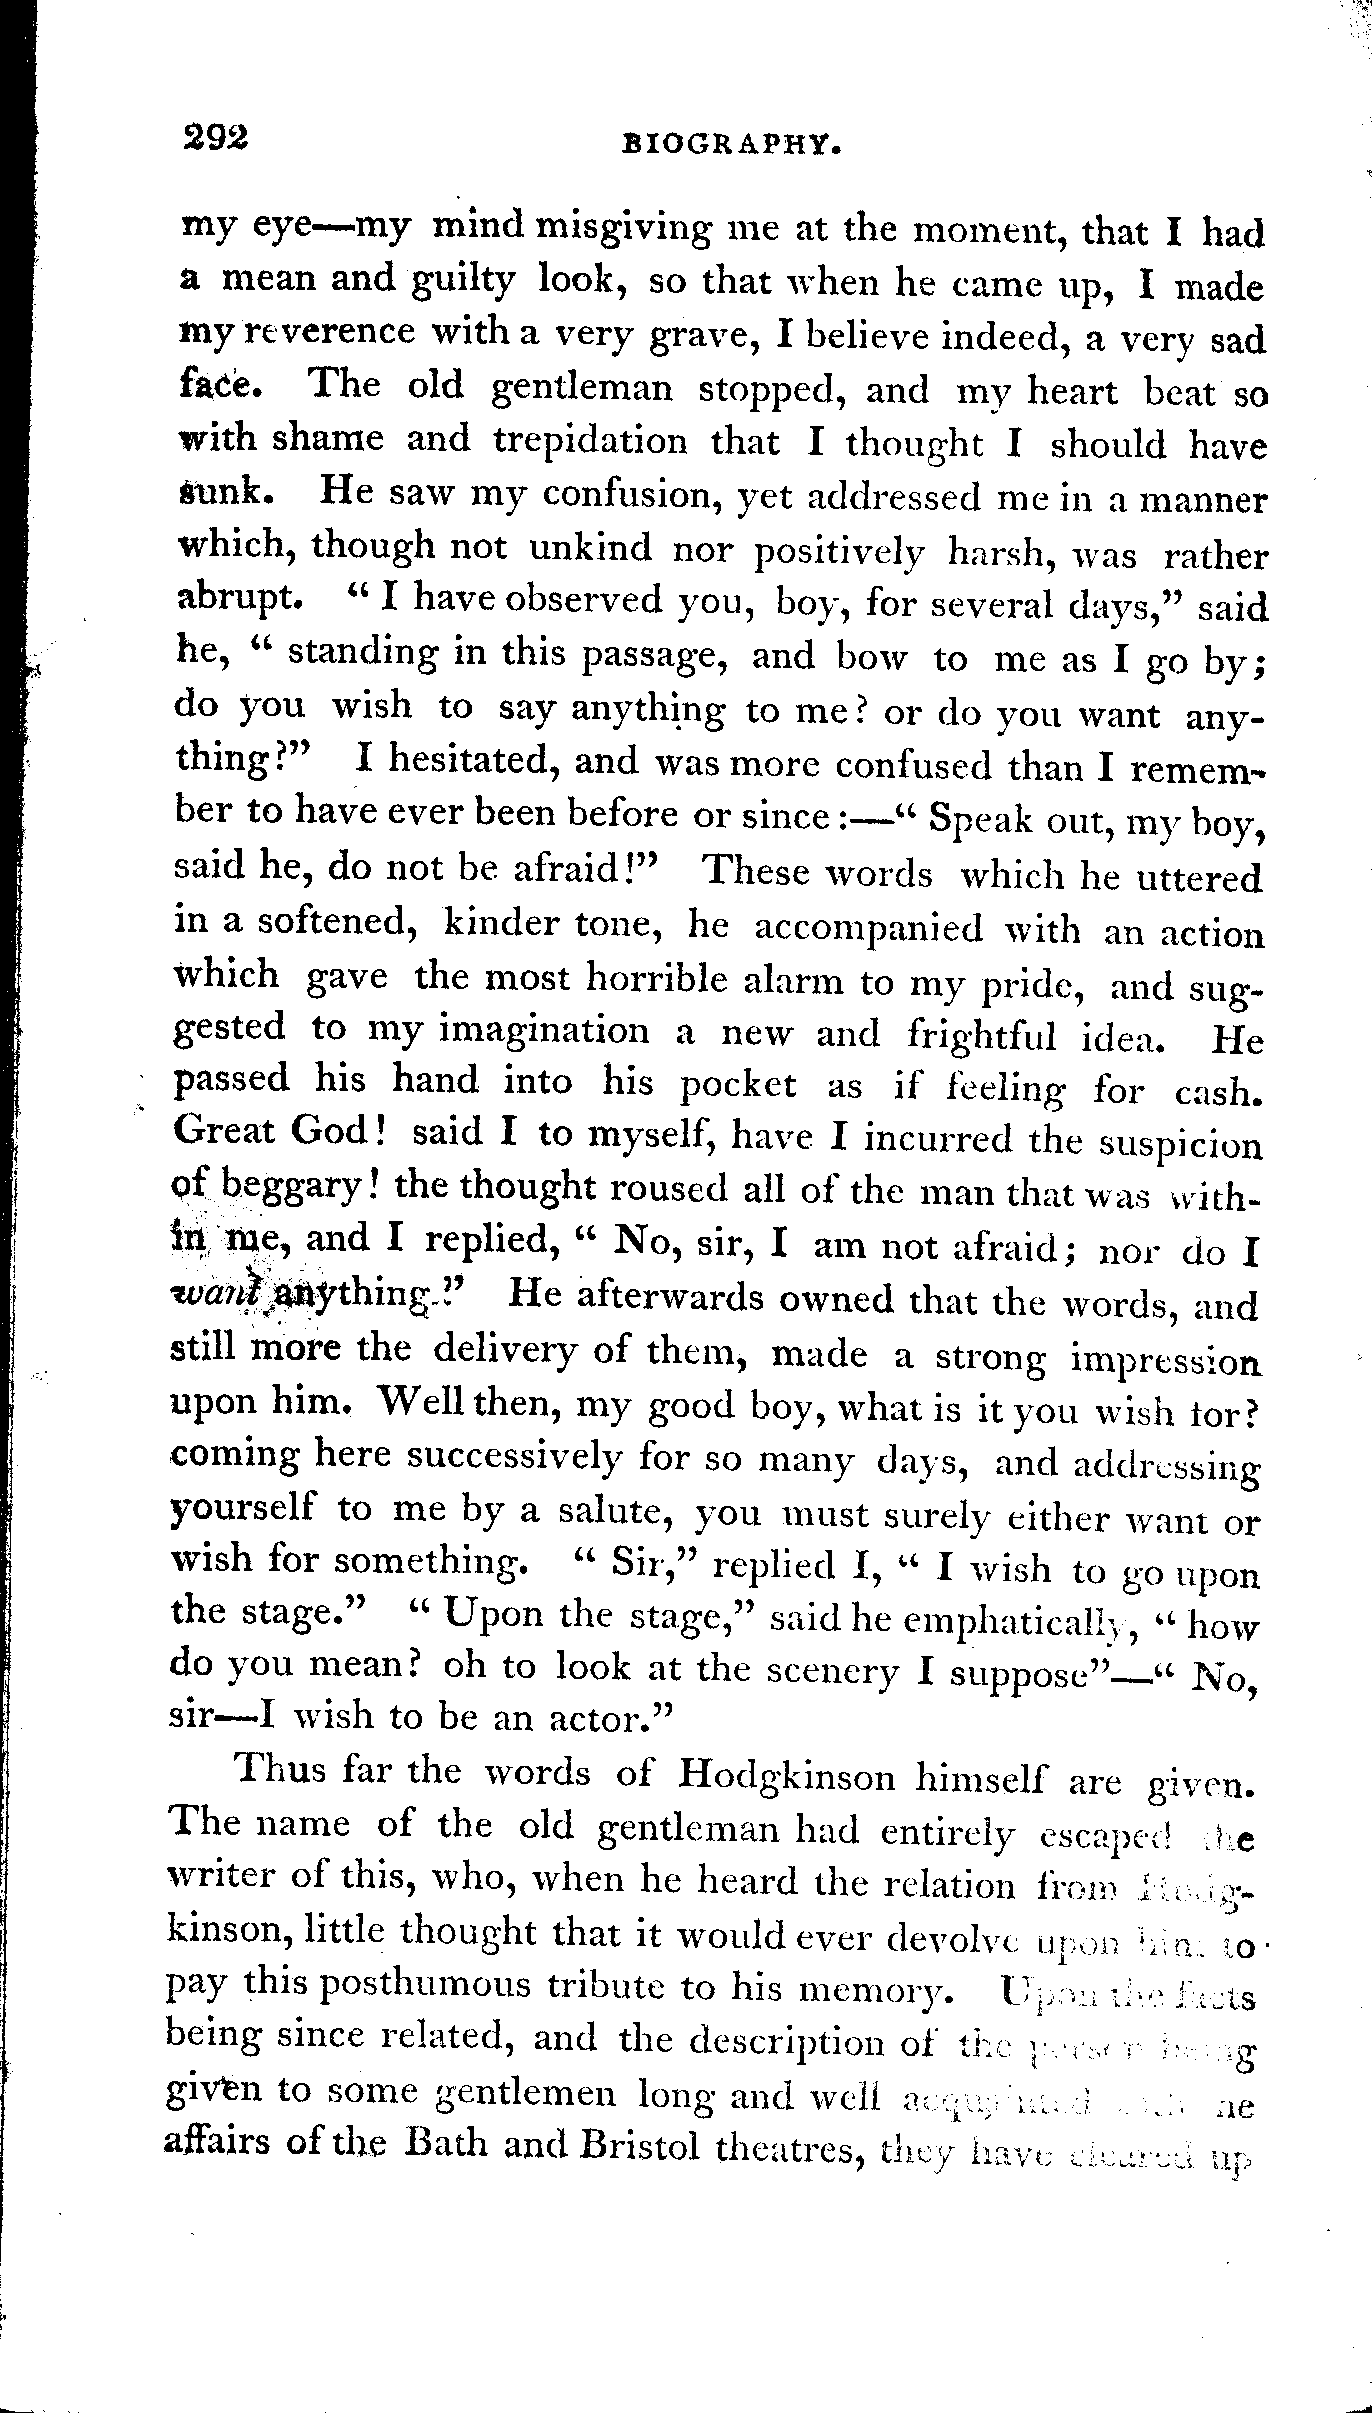 292 BIOGRAPHY.
my eye—my mind misgiving me at the moment, that I had
a mean and guilty look, so that when he came up, I made
my reverence with a very grave, I believe indeed, a very sad
face. The old gentleman stopped, and my heart beat so
with shame and trepidation that I thought I should have
sunk. He saw my confusion, yet addressed me in a manner
which, though not unkind nor positively harsh, was rather
abrupt. “ I have observed you, boy, for several days,” said
he, “ standing in this passage, and bow to me as I go by;
do you wish to say anything to me? or do you want any-
thing?” I hesitated, and was more confused than I remem-
ber to have ever been before or since :—“ Speak out, my boy,
said he, do not be afraid!” These words which he uttered
in a softened, kinder tone, he accompanied with an action
which gave the most horrible alarm to my pride, and sug-
gested to my imagination a new and frightful idea. He
passed his hand into his pocket as if feeling for cash.
Great God! said I to myself, have I incurred the suspicion
of beggary! the thought roused all of the man that was with-
in me, and I replied, “ No, sir, I am not afraid; nor do I
want anything.” He afterwards owned that the words, and
still more the delivery of them, made a strong impression
upon him. Well then, my good boy, what is it you wish for?
coming here successively for so many days, and addressing
yourself to me by a salute, you must surely either want or
wish for something. “ Sir,” replied I, “ I wish to go upon
the stage.” “ Upon the stage,” said he emphatically, “ how
do you mean? oh to look at the scenery I suppose”—“ No,
sir—I wish to be an actor.”
Thus far the words of Hodgkinson himself are given.
The name of the old gentleman had entirely escaped the
writer of this, who, when he heard the relation from Hodg-
kinson, little thought that it would ever devolve upon him to
pay this posthumous tribute to his memory. Upon the facts
being since related, and the description of the person being
given to some gentlemen long and well acquainted the
affairs of the Bath and Bristol theatres, they have cleared up